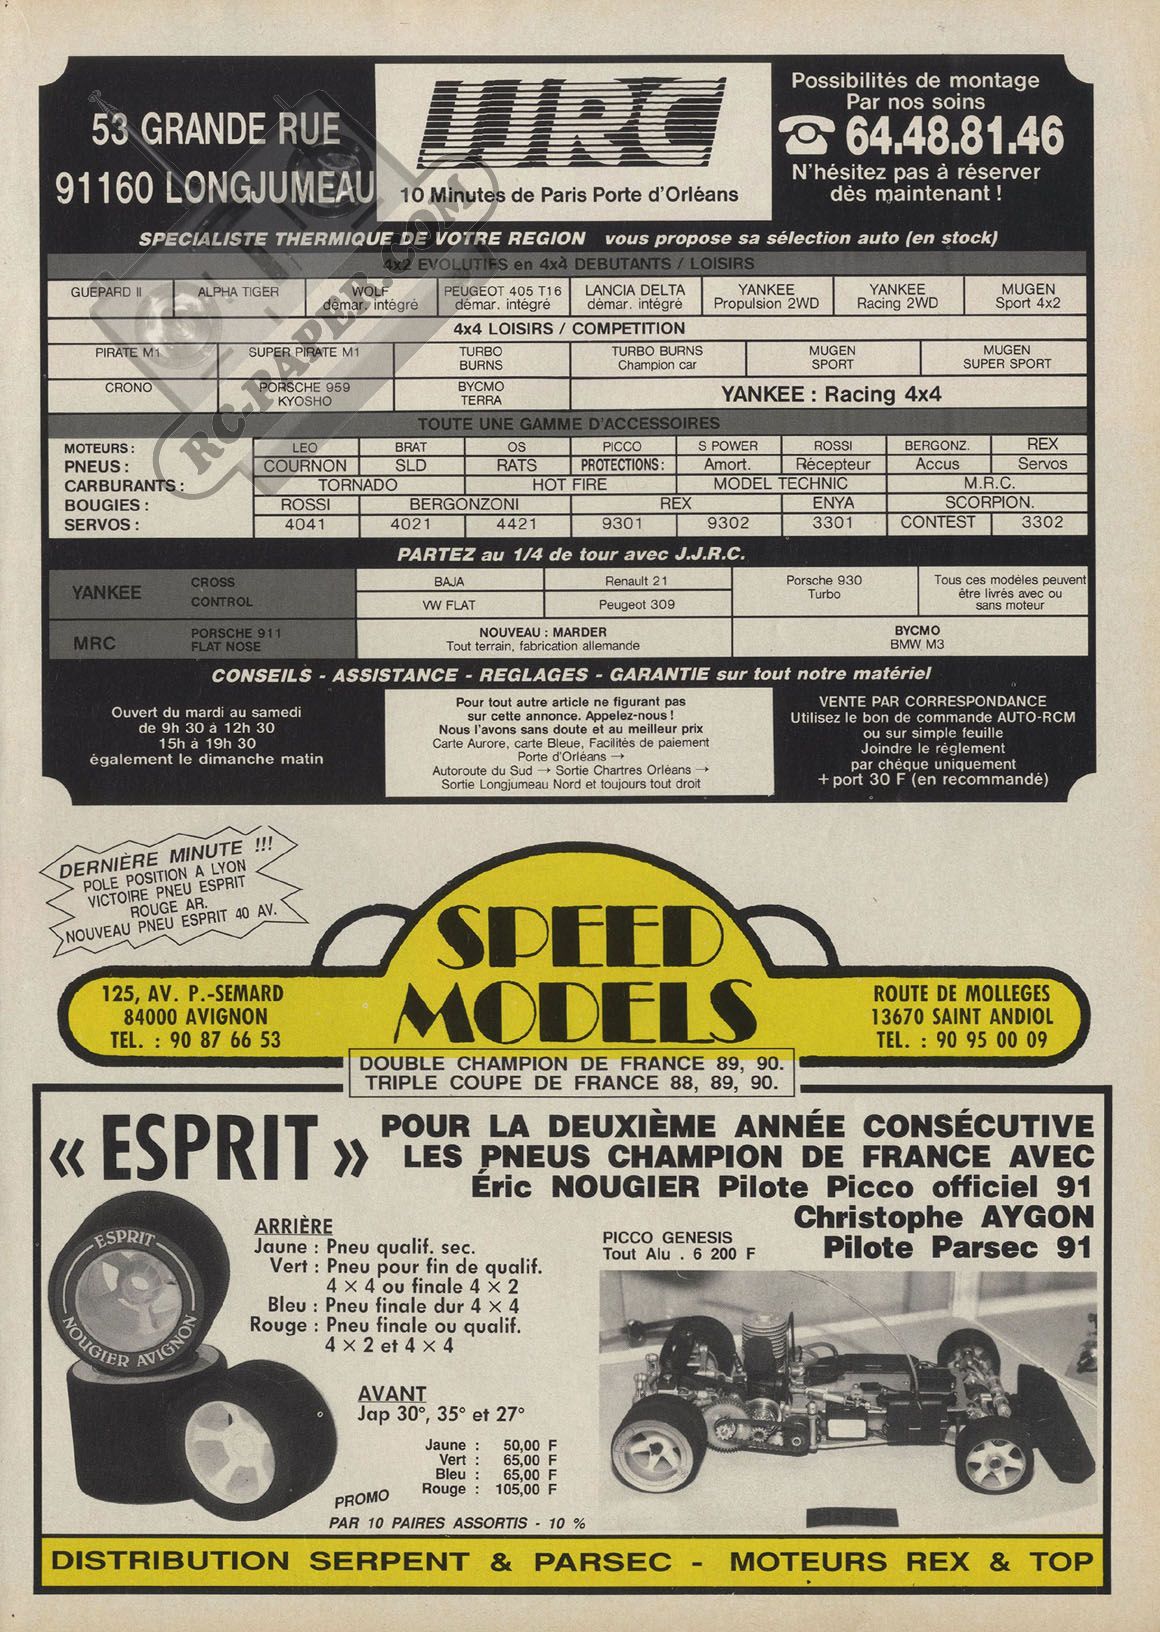 53 GRANDE RUE
91160 LONGJUMEAU
JJRC
10 Minutes de Paris Porte d'Orléans
Possibilités de montage
Par nos soins
☎ 64.48.81.46
N'hésitez pas à réserver
dès maintenant !
SPECIALISTE THERMIQUE DE VOTRE REGION vous propose sa sélection auto (en stock)
4x2 EVOLUTIFS en 4x4 DEBUTANTS / LOISIRS
GUEPARD II ALPHA TIGER WOLF PEUGEOT 405 T16 LANCIA DELTA YANKEE YANKEE MUGEN
démar. intégré démar. intégré démar. intégré Propulsion 2WD Racing 2WD Sport 4x2
4x4 LOISIRS / COMPETITION
PIRATE M1 SUPER PIRATE M1 TURBO TURBO BURNS MUGEN MUGEN
BURNS Champion car SPORT SUPER SPORT
CRONO PORSCHE 959 BYCMO YANKEE : Racing 4x4
KYOSHO TERRA
TOUTE UNE GAMME D'ACCESSOIRES
MOTEURS : LEO BRAT OS PICCO S POWER ROSSI BERGONZ. REX
PNEUS : COURNON SLD RATS PROTECTIONS : Amort. Récepteur Accus Servos
CARBURANTS : TORNADO HOT FIRE MODEL TECHNIC M.R.C.
BOUGIES : ROSSI BERGONZONI REX ENYA SCORPION.
SERVOS : 4041 4021 4421 9301 9302 3301 CONTEST 3302
PARTEZ au 1/4 de tour avec J.J.R.C.
YANKEE CROSS CONTROL BAJA Renault 21 Porsche 930 Turbo Tous ces modèles peuvent
VW FLAT Peugeot 309 être livrés avec ou
sans moteur
MRC PORSCHE 911 NOUVEAU : MARDER BYCMO
FLAT NOSE Tout terrain, fabrication allemande BMW M3
CONSEILS - ASSISTANCE - REGLAGES - GARANTIE sur tout notre matériel
Ouvert du mardi au samedi
de 9h 30 à 12h 30
15h à 19h 30
également le dimanche matin
Pour tout autre article ne figurant pas
sur cette annonce. Appelez-nous !
Nous l'avons sans doute et au meilleur prix
Carte Aurore, carte Bleue, Facilités de paiement
Porte d'Orléans →
Autoroute du Sud → Sortie Chartres Orléans →
Sortie Longjumeau Nord et toujours tout droit
VENTE PAR CORRESPONDANCE
Utilisez le bon de commande AUTO-RCM
ou sur simple feuille
Joindre le règlement
par chèque uniquement
+ port 30 F (en recommandé)
RC-PAPER.COM
DERNIÈRE MINUTE !!!
POLE POSITION A LYON
VICTOIRE PNEU ESPRIT
ROUGE AR.
NOUVEAU PNEU ESPRIT 40 AV.
SPEED
MODELS
125, AV. P.-SEMARD
84000 AVIGNON
TEL. : 90 87 66 53
ROUTE DE MOLLEGES
13670 SAINT ANDIOL
TEL. : 90 95 00 09
DOUBLE CHAMPION DE FRANCE 89, 90.
TRIPLE COUPE DE FRANCE 88, 89, 90.
« ESPRIT »
POUR LA DEUXIÈME ANNÉE CONSÉCUTIVE
LES PNEUS CHAMPION DE FRANCE AVEC
Éric NOUGIER Pilote Picco officiel 91
Christophe AYGON
Pilote Parsec 91
ESPRIT
NOUGIER AVIGNON
ARRIÈRE
Jaune : Pneu qualif. sec.
Vert : Pneu pour fin de qualif.
4 × 4 ou finale 4 × 2
Bleu : Pneu finale dur 4 × 4
Rouge : Pneu finale ou qualif.
4 × 2 et 4 × 4
AVANT
Jap 30°, 35° et 27°
Jaune : 50,00 F
Vert : 65,00 F
Bleu : 65,00 F
Rouge : 105,00 F
PROMO
PAR 10 PAIRES ASSORTIS - 10 %
PICCO GENESIS
Tout Alu . 6 200 F
DISTRIBUTION SERPENT & PARSEC - MOTEURS REX & TOP